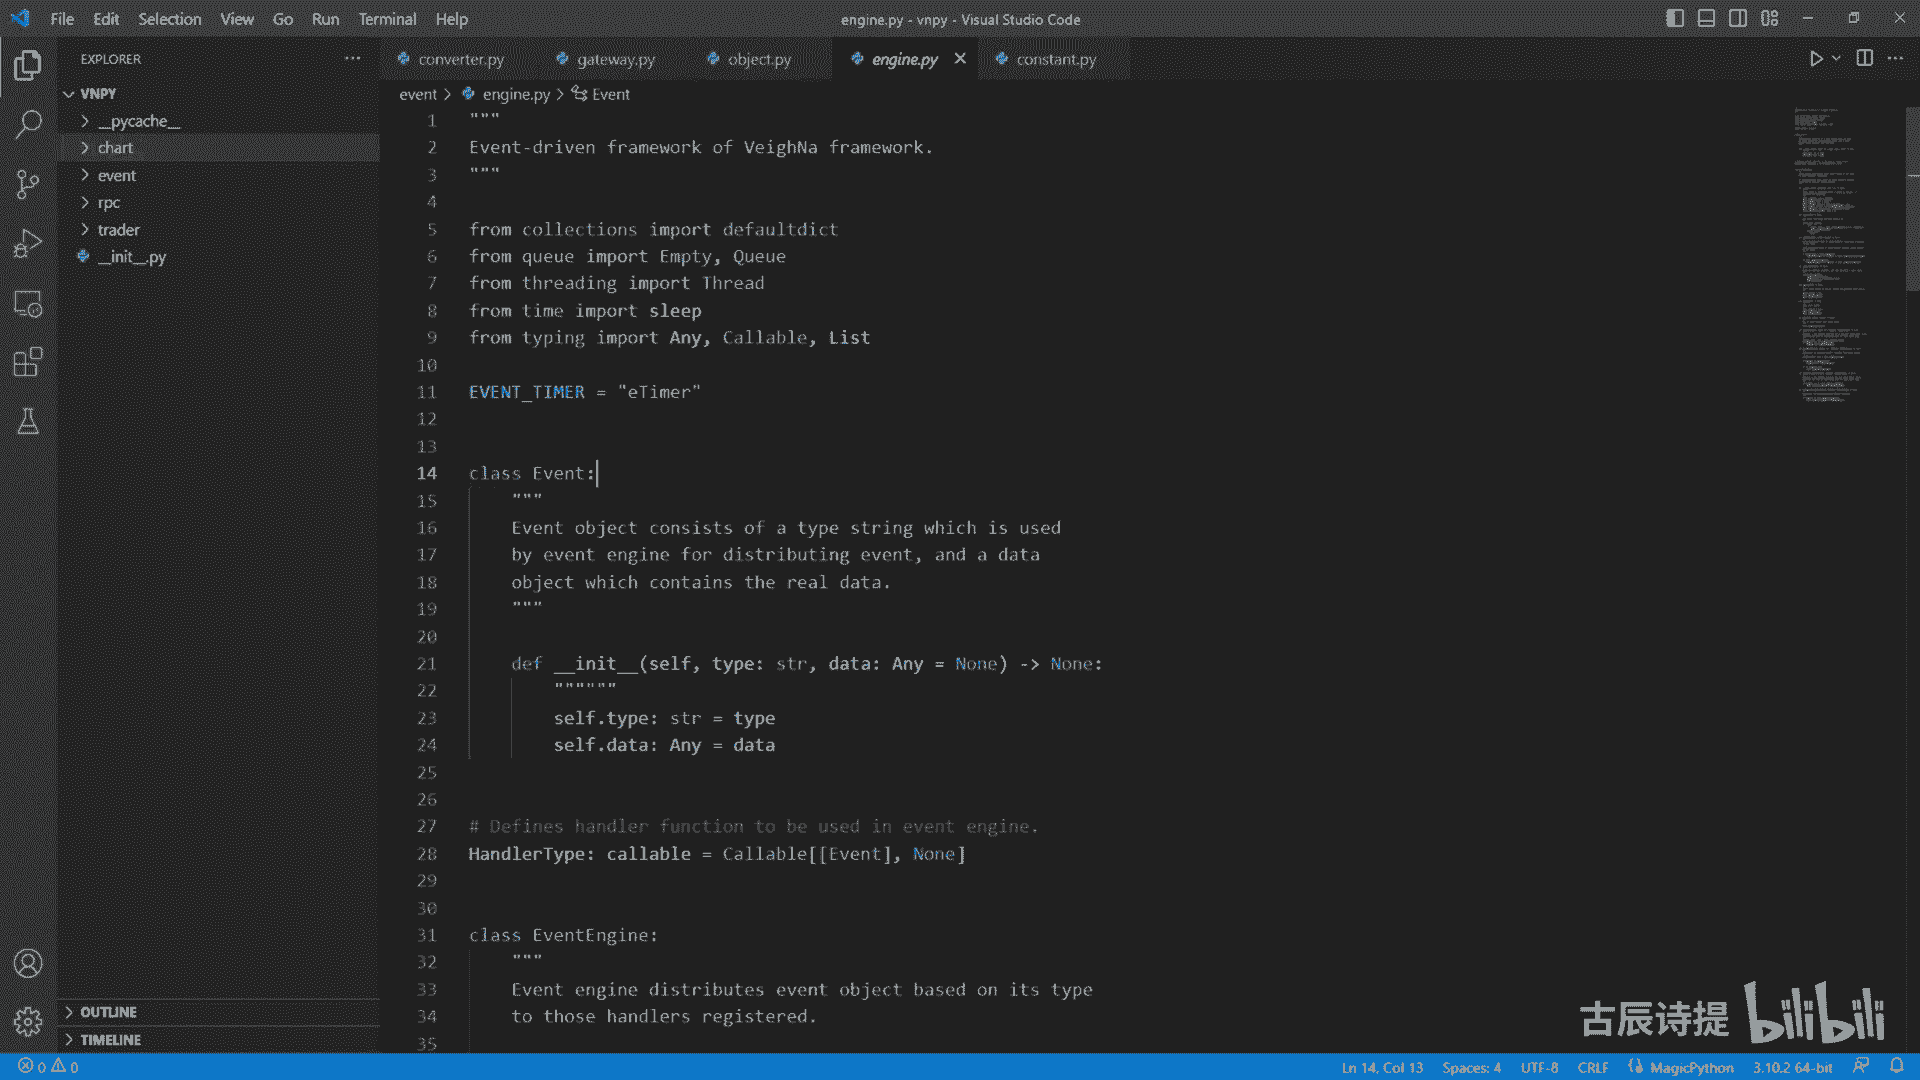 File Edit Selection View Go Run Terminal Help
engine.py - vnpy - Visual Studio Code
EXPLORER
VNPY
__pycache__
chart
event
rpc
trader
__init__.py
OUTLINE
TIMELINE
converter.py
gateway.py
object.py
engine.py
constant.py
event > engine.py > Event
1 """
2 Event-driven framework of VeighNa framework.
3 """
4
5 from collections import defaultdict
6 from queue import Empty, Queue
7 from threading import Thread
8 from time import sleep
9 from typing import Any, Callable, List
10
11 EVENT_TIMER = "eTimer"
12
13
14 class Event:
15 """
16 Event object consists of a type string which is used
17 by event engine for distributing event, and a data
18 object which contains the real data.
19 """
20
21 def __init__(self, type: str, data: Any = None) -> None:
22 """"""
23 self.type: str = type
24 self.data: Any = data
25
26
27 # Defines handler function to be used in event engine.
28 HandlerType: callable = Callable[[Event], None]
29
30
31 class EventEngine:
32 """
33 Event engine distributes event object based on its type
34 to those handlers registered.
35
古辰诗提 bilibili
0 0
Ln 14, Col 13 Spaces: 4 UTF-8 CRLF MagicPython 3.10.2 64-bit